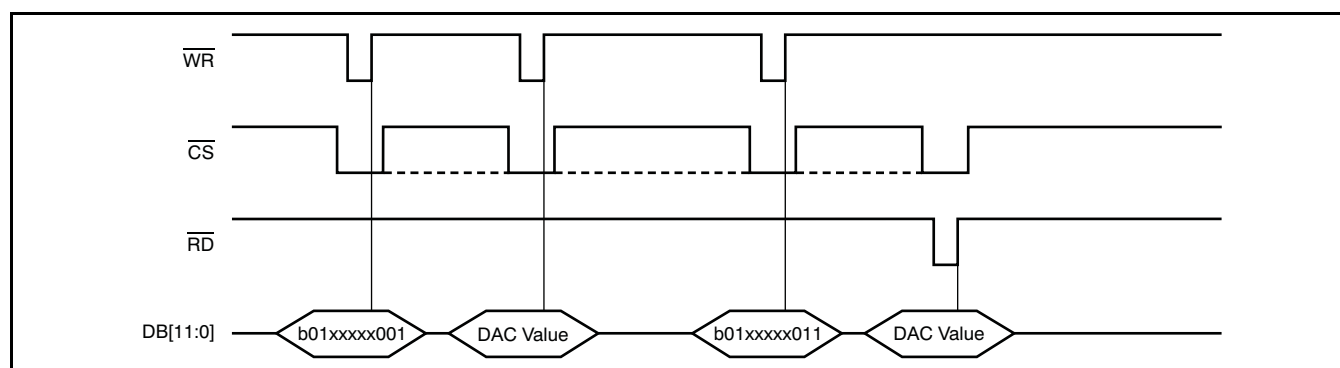 WR
CS
RD
DB[11:0] b01xxxxx001 DAC Value b01xxxxx011 DAC Value